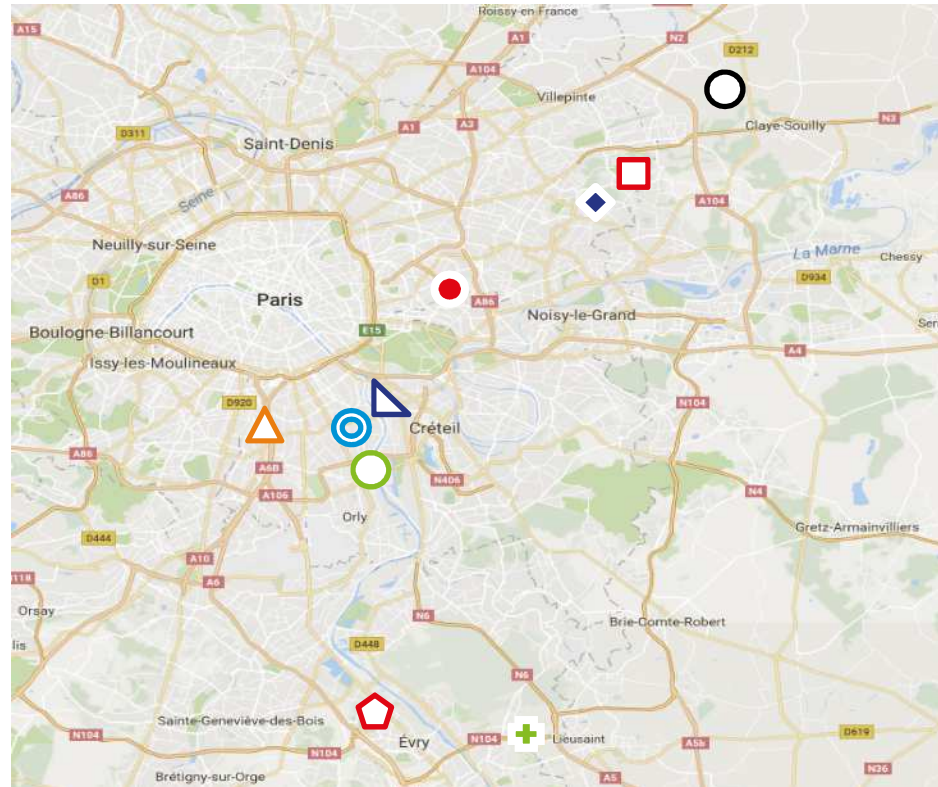 Roissy-en-France
A15
A1
N2
D212
A104
Villepinte
N3
D311
A1
A3
Claye-Souilly
Saint-Denis
A86
Seine
A104
Neuilly-sur-Seine
La Marne
Chessy
D1
D934
Paris
A86
Noisy-le-Grand
Ser
Boulogne-Billancourt
E15
A4
Issy-les-Moulineaux
D920
N104
Créteil
A86
A6B
N406
A106
N4
Orly
Gretz-Armainvilliers
D444
A10
118
A6
Orsay
N6
Brie-Comte-Robert
lis
D448
N6
Sainte-Geneviève-des-Bois
N104
Évry
N104
Lieusaint
D619
A5b
N104
N36
Brétigny-sur-Orge
A5